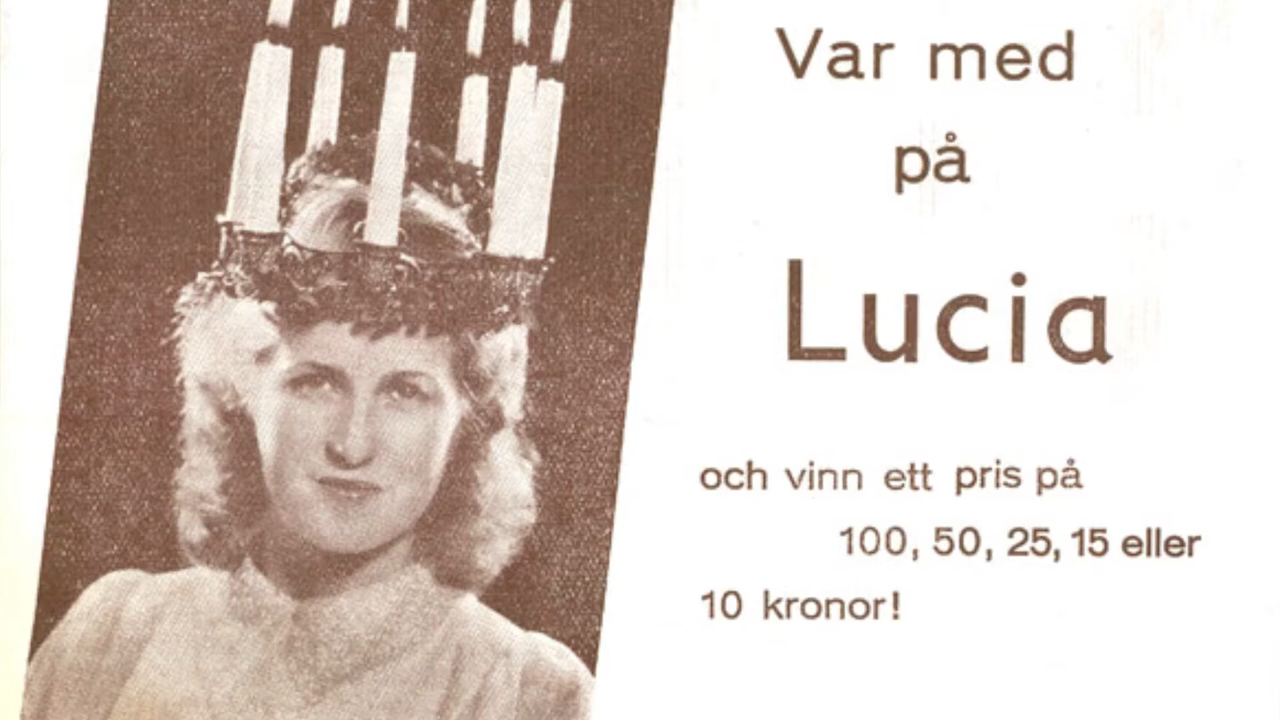 Var med
på
Lucia
och vinn ett pris på
100, 50, 25, 15 eller
10 kronor!